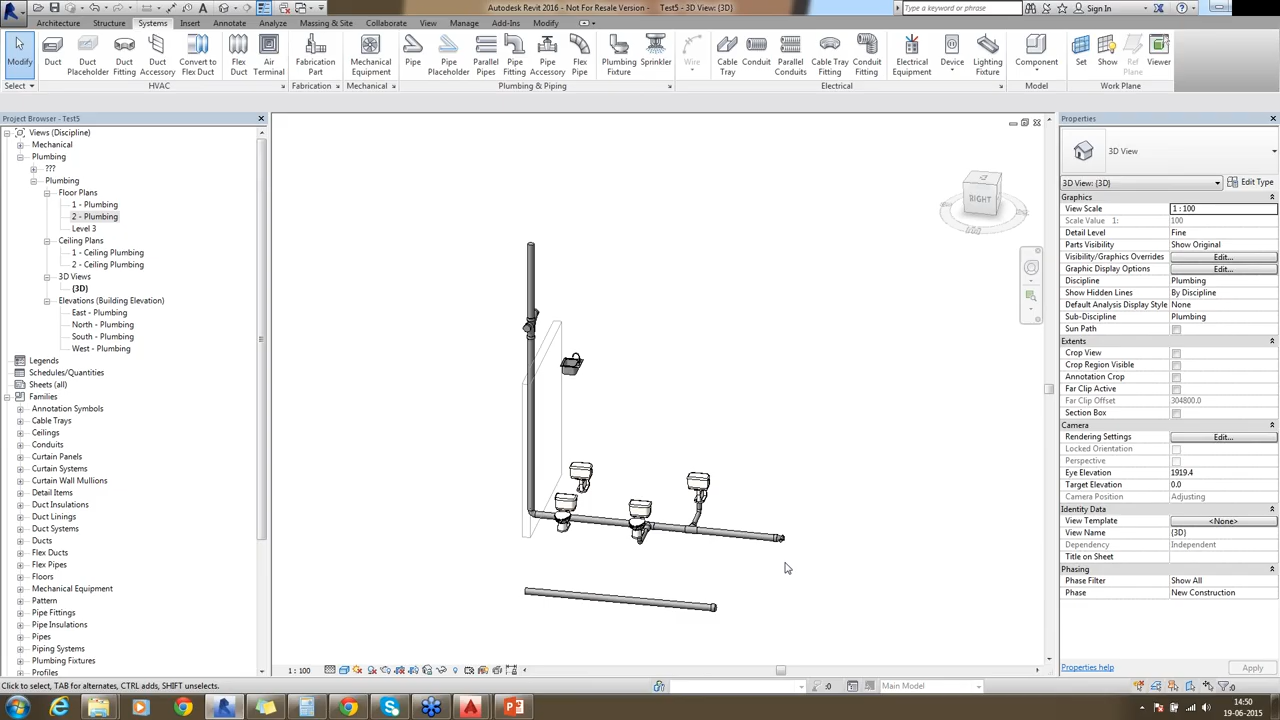 Autodesk Revit 2016 - Not For Resale Version - Test5 - 3D View: {3D}
Type a keyword or phrase
Sign In
Architecture Structure Systems Insert Annotate Analyze Massing & Site Collaborate View Manage Add-Ins Modify
Modify
Duct
Duct Placeholder
Duct Fitting
Duct Accessory
Convert to Flex Duct
Flex Duct
Air Terminal
Fabrication Part
Mechanical Equipment
Pipe
Pipe Placeholder
Parallel Pipes
Pipe Fitting
Pipe Accessory
Flex Pipe
Plumbing Fixture
Sprinkler
Wire
Cable Tray
Conduit
Parallel Conduits
Cable Tray Fitting
Conduit Fitting
Electrical Equipment
Device
Lighting Fixture
Component
Set
Show
Ref Plane
Viewer
Select HVAC Fabrication Mechanical Plumbing & Piping Electrical Model Work Plane
Project Browser - Test5
Views (Discipline)
Mechanical
Plumbing
???
Plumbing
Floor Plans
1 - Plumbing
2 - Plumbing
Level 3
Ceiling Plans
1 - Ceiling Plumbing
2 - Ceiling Plumbing
3D Views
{3D}
Elevations (Building Elevation)
East - Plumbing
North - Plumbing
South - Plumbing
West - Plumbing
Legends
Schedules/Quantities
Sheets (all)
Families
Annotation Symbols
Cable Trays
Ceilings
Conduits
Curtain Panels
Curtain Systems
Curtain Wall Mullions
Detail Items
Duct Insulations
Duct Linings
Duct Systems
Ducts
Flex Ducts
Flex Pipes
Floors
Mechanical Equipment
Pattern
Pipe Fittings
Pipe Insulations
Pipes
Piping Systems
Plumbing Fixtures
Profiles
RIGHT
Properties
3D View
3D View: {3D} Edit Type
Graphics
View Scale 1 : 100
Scale Value 1: 100
Detail Level Fine
Parts Visibility Show Original
Visibility/Graphics Overrides Edit...
Graphic Display Options Edit...
Discipline Plumbing
Show Hidden Lines By Discipline
Default Analysis Display Style None
Sub-Discipline Plumbing
Sun Path
Extents
Crop View
Crop Region Visible
Annotation Crop
Far Clip Active
Far Clip Offset 304800.0
Section Box
Camera
Rendering Settings Edit...
Locked Orientation
Perspective
Eye Elevation 1919.4
Target Elevation 0.0
Camera Position Adjusting
Identity Data
View Template <None>
View Name {3D}
Dependency Independent
Title on Sheet
Phasing
Phase Filter Show All
Phase New Construction
Properties help Apply
1 : 100
Click to select, TAB for alternates, CTRL adds, SHIFT unselects.
:0
Main Model
:0
14:50
19-06-2015